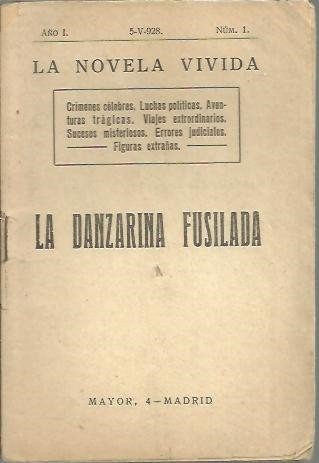 AÑO I. 5-V-928. NÚM. 1.
LA NOVELA VIVIDA
Crímenes célebres. Luchas políticas. Aven-
turas trágicas. Viajes extrordinarios.
Sucesos misteriosos. Errores judiciales.
Figuras extrañas.
LA DANZARINA FUSILADA
MAYOR, 4—MADRID